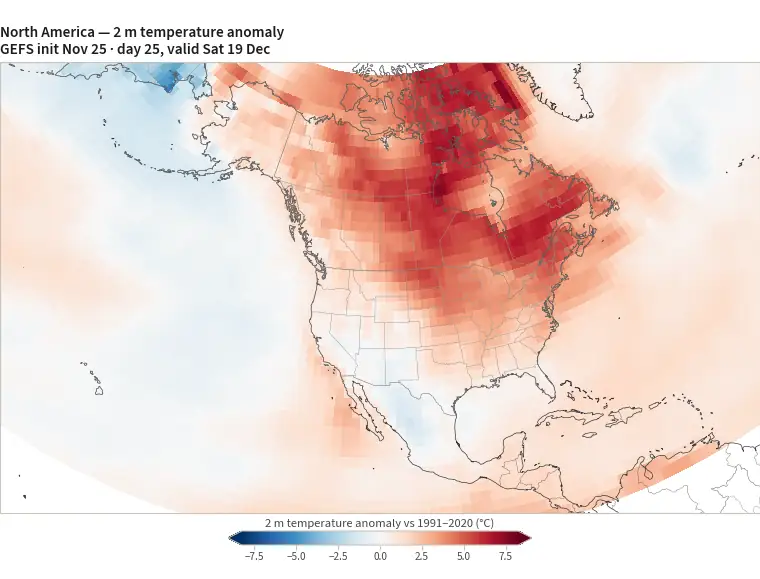 North America — 2 m temperature anomaly
GEFS init Nov 25 · day 25, valid Sat 19 Dec
2 m temperature anomaly vs 1991–2020 (°C)
−7.5 −5.0 −2.5 0.0 2.5 5.0 7.5